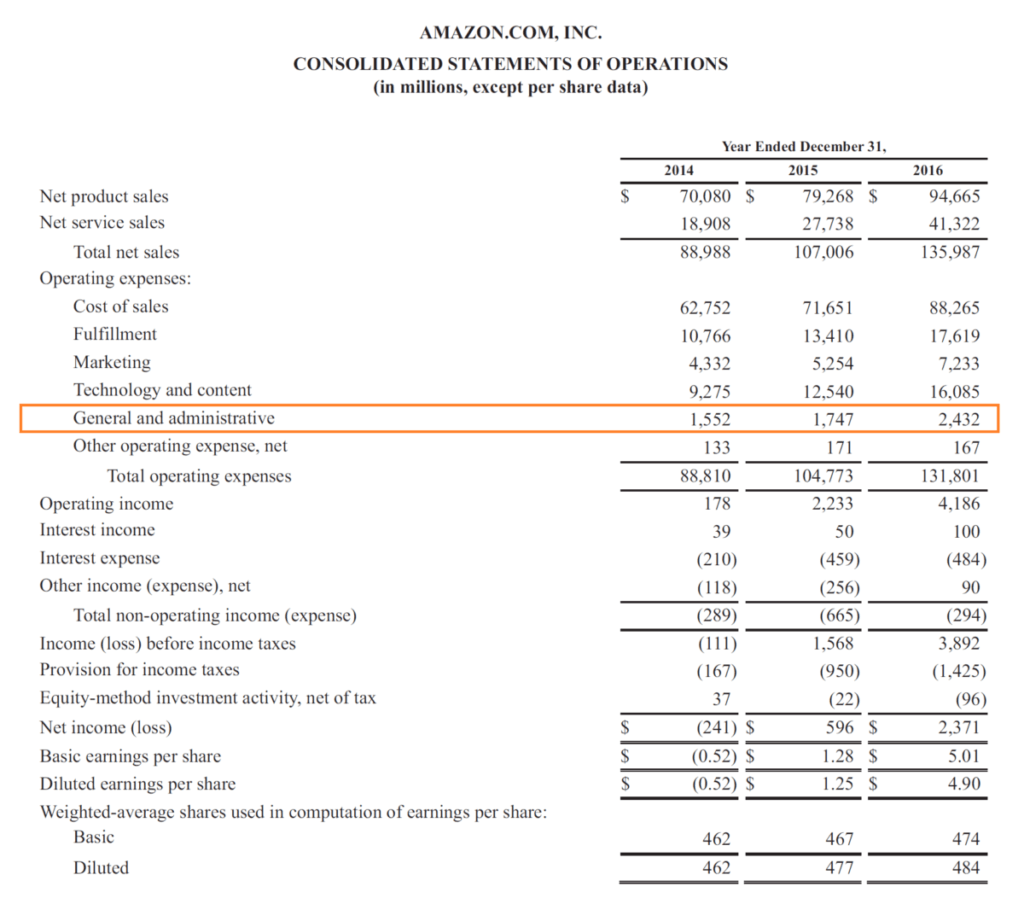 AMAZON.COM, INC.
CONSOLIDATED STATEMENTS OF OPERATIONS
(in millions, except per share data)
Year Ended December 31,
2014 2015 2016
Net product sales $ 70,080 $ 79,268 $ 94,665
Net service sales 18,908 27,738 41,322
Total net sales 88,988 107,006 135,987
Operating expenses:
Cost of sales 62,752 71,651 88,265
Fulfillment 10,766 13,410 17,619
Marketing 4,332 5,254 7,233
Technology and content 9,275 12,540 16,085
General and administrative 1,552 1,747 2,432
Other operating expense, net 133 171 167
Total operating expenses 88,810 104,773 131,801
Operating income 178 2,233 4,186
Interest income 39 50 100
Interest expense (210) (459) (484)
Other income (expense), net (118) (256) 90
Total non-operating income (expense) (289) (665) (294)
Income (loss) before income taxes (111) 1,568 3,892
Provision for income taxes (167) (950) (1,425)
Equity-method investment activity, net of tax 37 (22) (96)
Net income (loss) $ (241) $ 596 $ 2,371
Basic earnings per share $ (0.52) $ 1.28 $ 5.01
Diluted earnings per share $ (0.52) $ 1.25 $ 4.90
Weighted-average shares used in computation of earnings per share:
Basic 462 467 474
Diluted 462 477 484